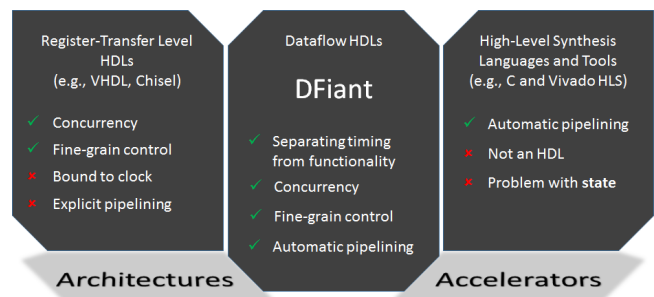 Register-Transfer Level
HDLs
(e.g., VHDL, Chisel)
✓ Concurrency
✓ Fine-grain control
✗ Bound to clock
✗ Explicit pipelining
Dataflow HDLs
DFiant
✓ Separating timing
from functionality
✓ Concurrency
✓ Fine-grain control
✓ Automatic pipelining
High-Level Synthesis
Languages and Tools
(e.g., C and Vivado HLS)
✓ Automatic pipelining
✗ Not an HDL
✗ Problem with state
Architectures
Accelerators